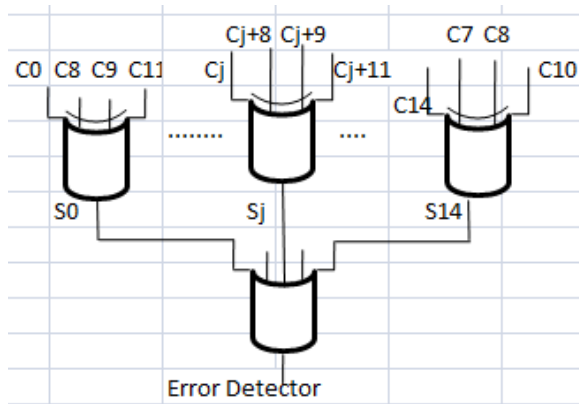 Cj+8 Cj+9 C7 C8
C0 C8 C9 C11 Cj Cj+11 C10
C14
........ ....
S0 Sj S14
Error Detector